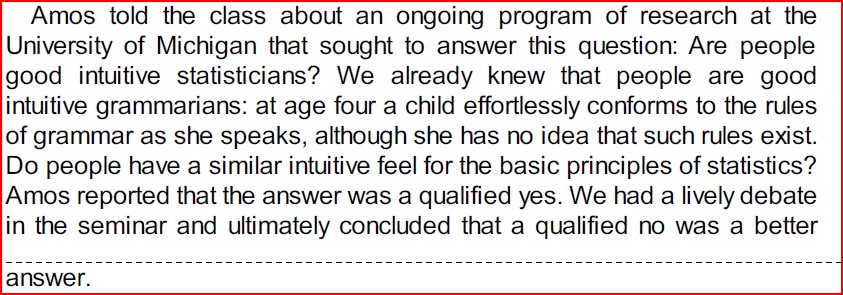 Amos told the class about an ongoing program of research at the
University of Michigan that sought to answer this question: Are people
good intuitive statisticians? We already knew that people are good
intuitive grammarians: at age four a child effortlessly conforms to the rules
of grammar as she speaks, although she has no idea that such rules exist.
Do people have a similar intuitive feel for the basic principles of statistics?
Amos reported that the answer was a qualified yes. We had a lively debate
in the seminar and ultimately concluded that a qualified no was a better
answer.